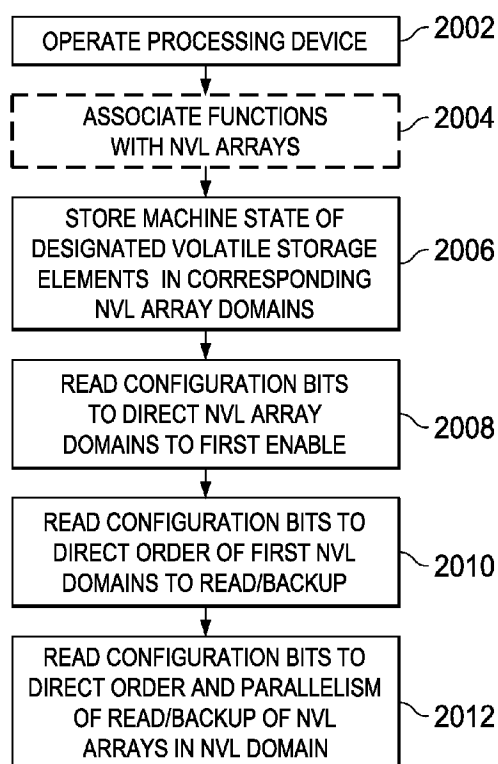 OPERATE PROCESSING DEVICE
2002
ASSOCIATE FUNCTIONS
WITH NVL ARRAYS
2004
STORE MACHINE STATE OF
DESIGNATED VOLATILE STORAGE
ELEMENTS IN CORRESPONDING
NVL ARRAY DOMAINS
2006
READ CONFIGURATION BITS
TO DIRECT NVL ARRAY
DOMAINS TO FIRST ENABLE
2008
READ CONFIGURATION BITS TO
DIRECT ORDER OF FIRST NVL
DOMAINS TO READ/BACKUP
2010
READ CONFIGURATION BITS TO
DIRECT ORDER AND PARALLELISM
OF READ/BACKUP OF NVL
ARRAYS IN NVL DOMAIN
2012